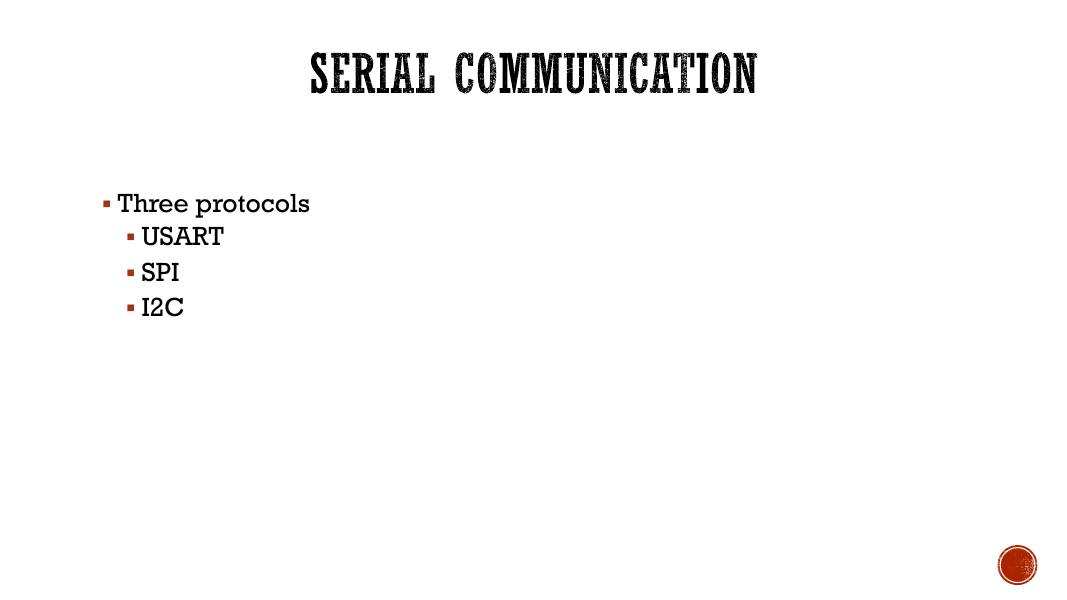 SERIAL COMMUNICATION
▪ Three protocols
▪ USART
▪ SPI
▪ I2C